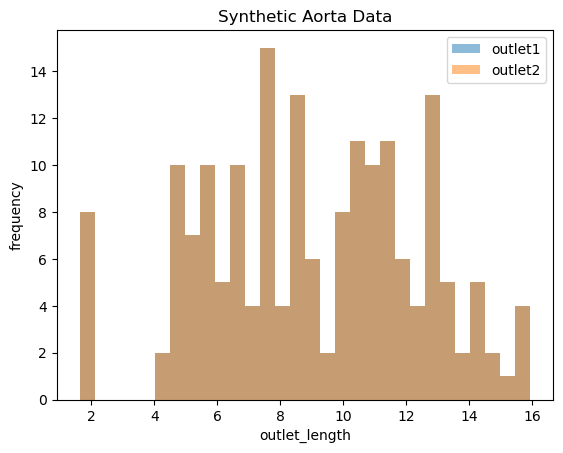 Synthetic Aorta Data
outlet1
outlet2
14
12
10
8
6
4
2
0
frequency
2 4 6 8 10 12 14 16
outlet_length